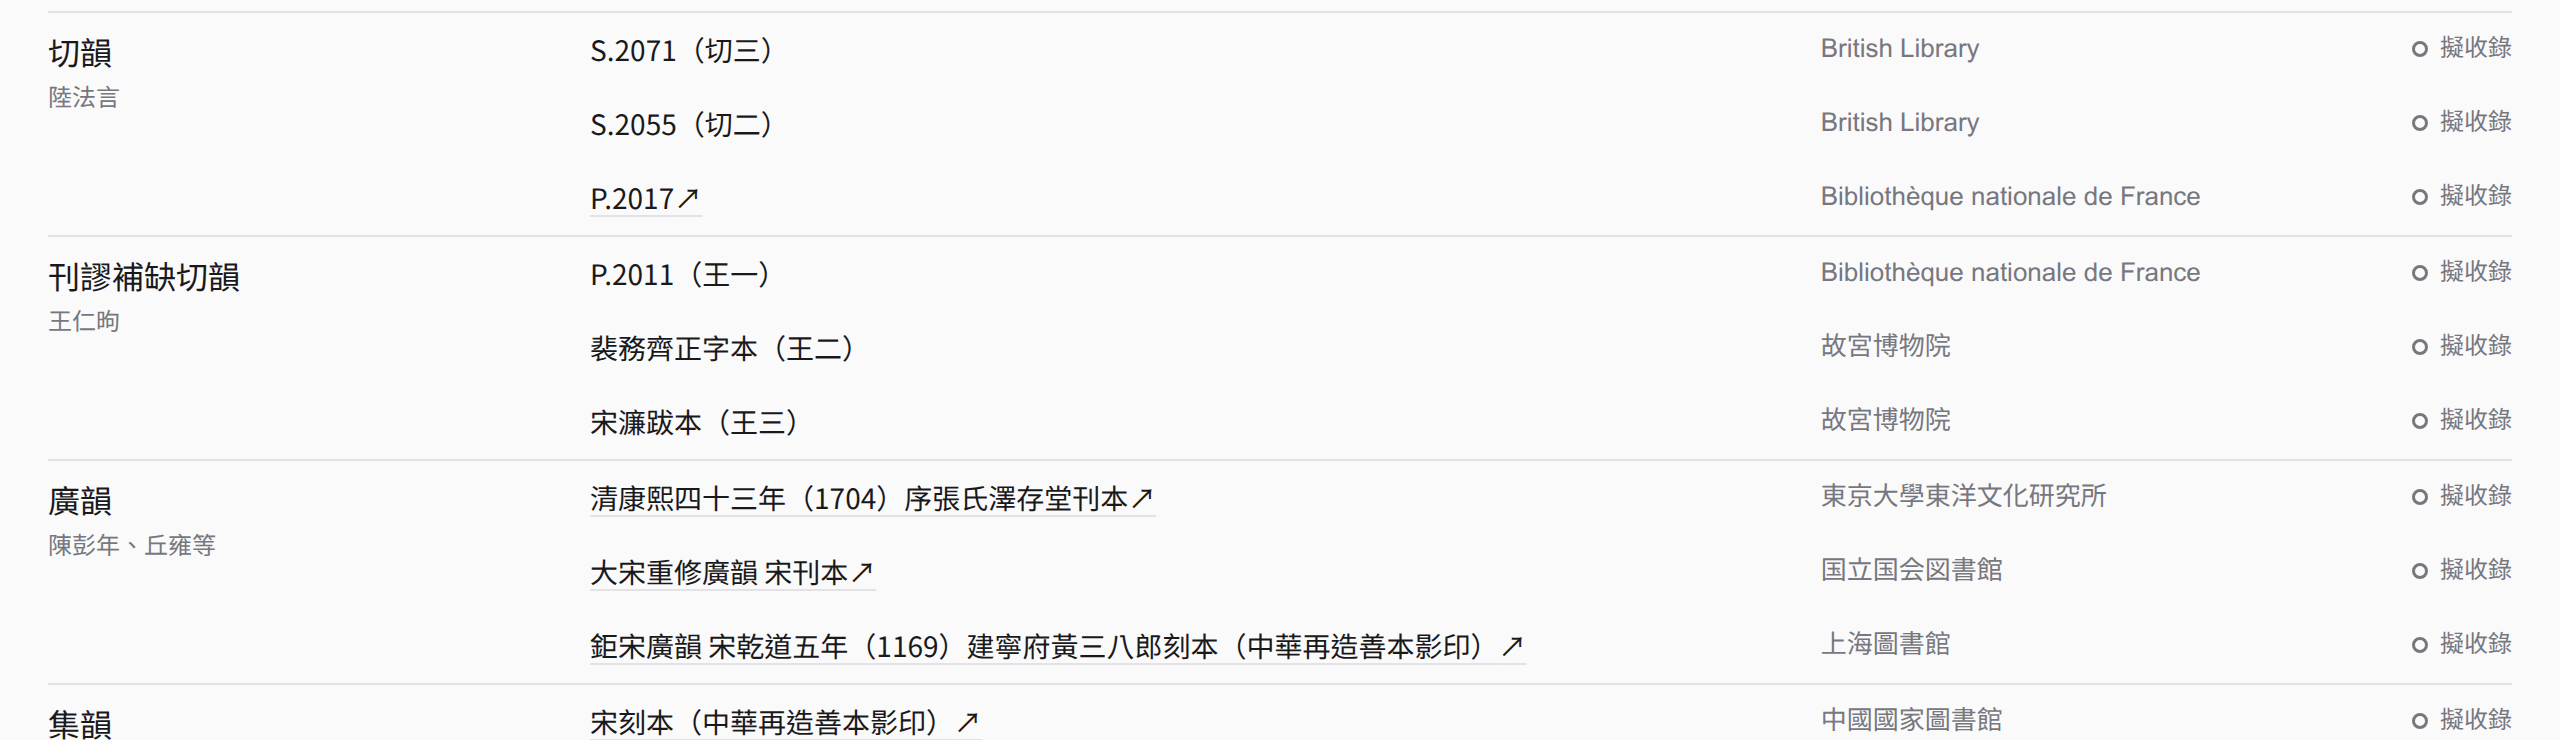 切韻 S.2071（切三） British Library 擬收錄
陸法言
S.2055（切二） British Library 擬收錄
P.2017↗ Bibliothèque nationale de France 擬收錄
刊謬補缺切韻 P.2011（王一） Bibliothèque nationale de France 擬收錄
王仁昫
裴務齊正字本（王二） 故宮博物院 擬收錄
宋濂跋本（王三） 故宮博物院 擬收錄
廣韻 清康熙四十三年（1704）序張氏澤存堂刊本↗ 東京大學東洋文化研究所 擬收錄
陳彭年、丘雍等
大宋重修廣韻 宋刊本↗ 国立国会図書館 擬收錄
鉅宋廣韻 宋乾道五年（1169）建寧府黃三八郎刻本（中華再造善本影印）↗ 上海圖書館 擬收錄
集韻 宋刻本（中華再造善本影印）↗ 中國國家圖書館 擬收錄